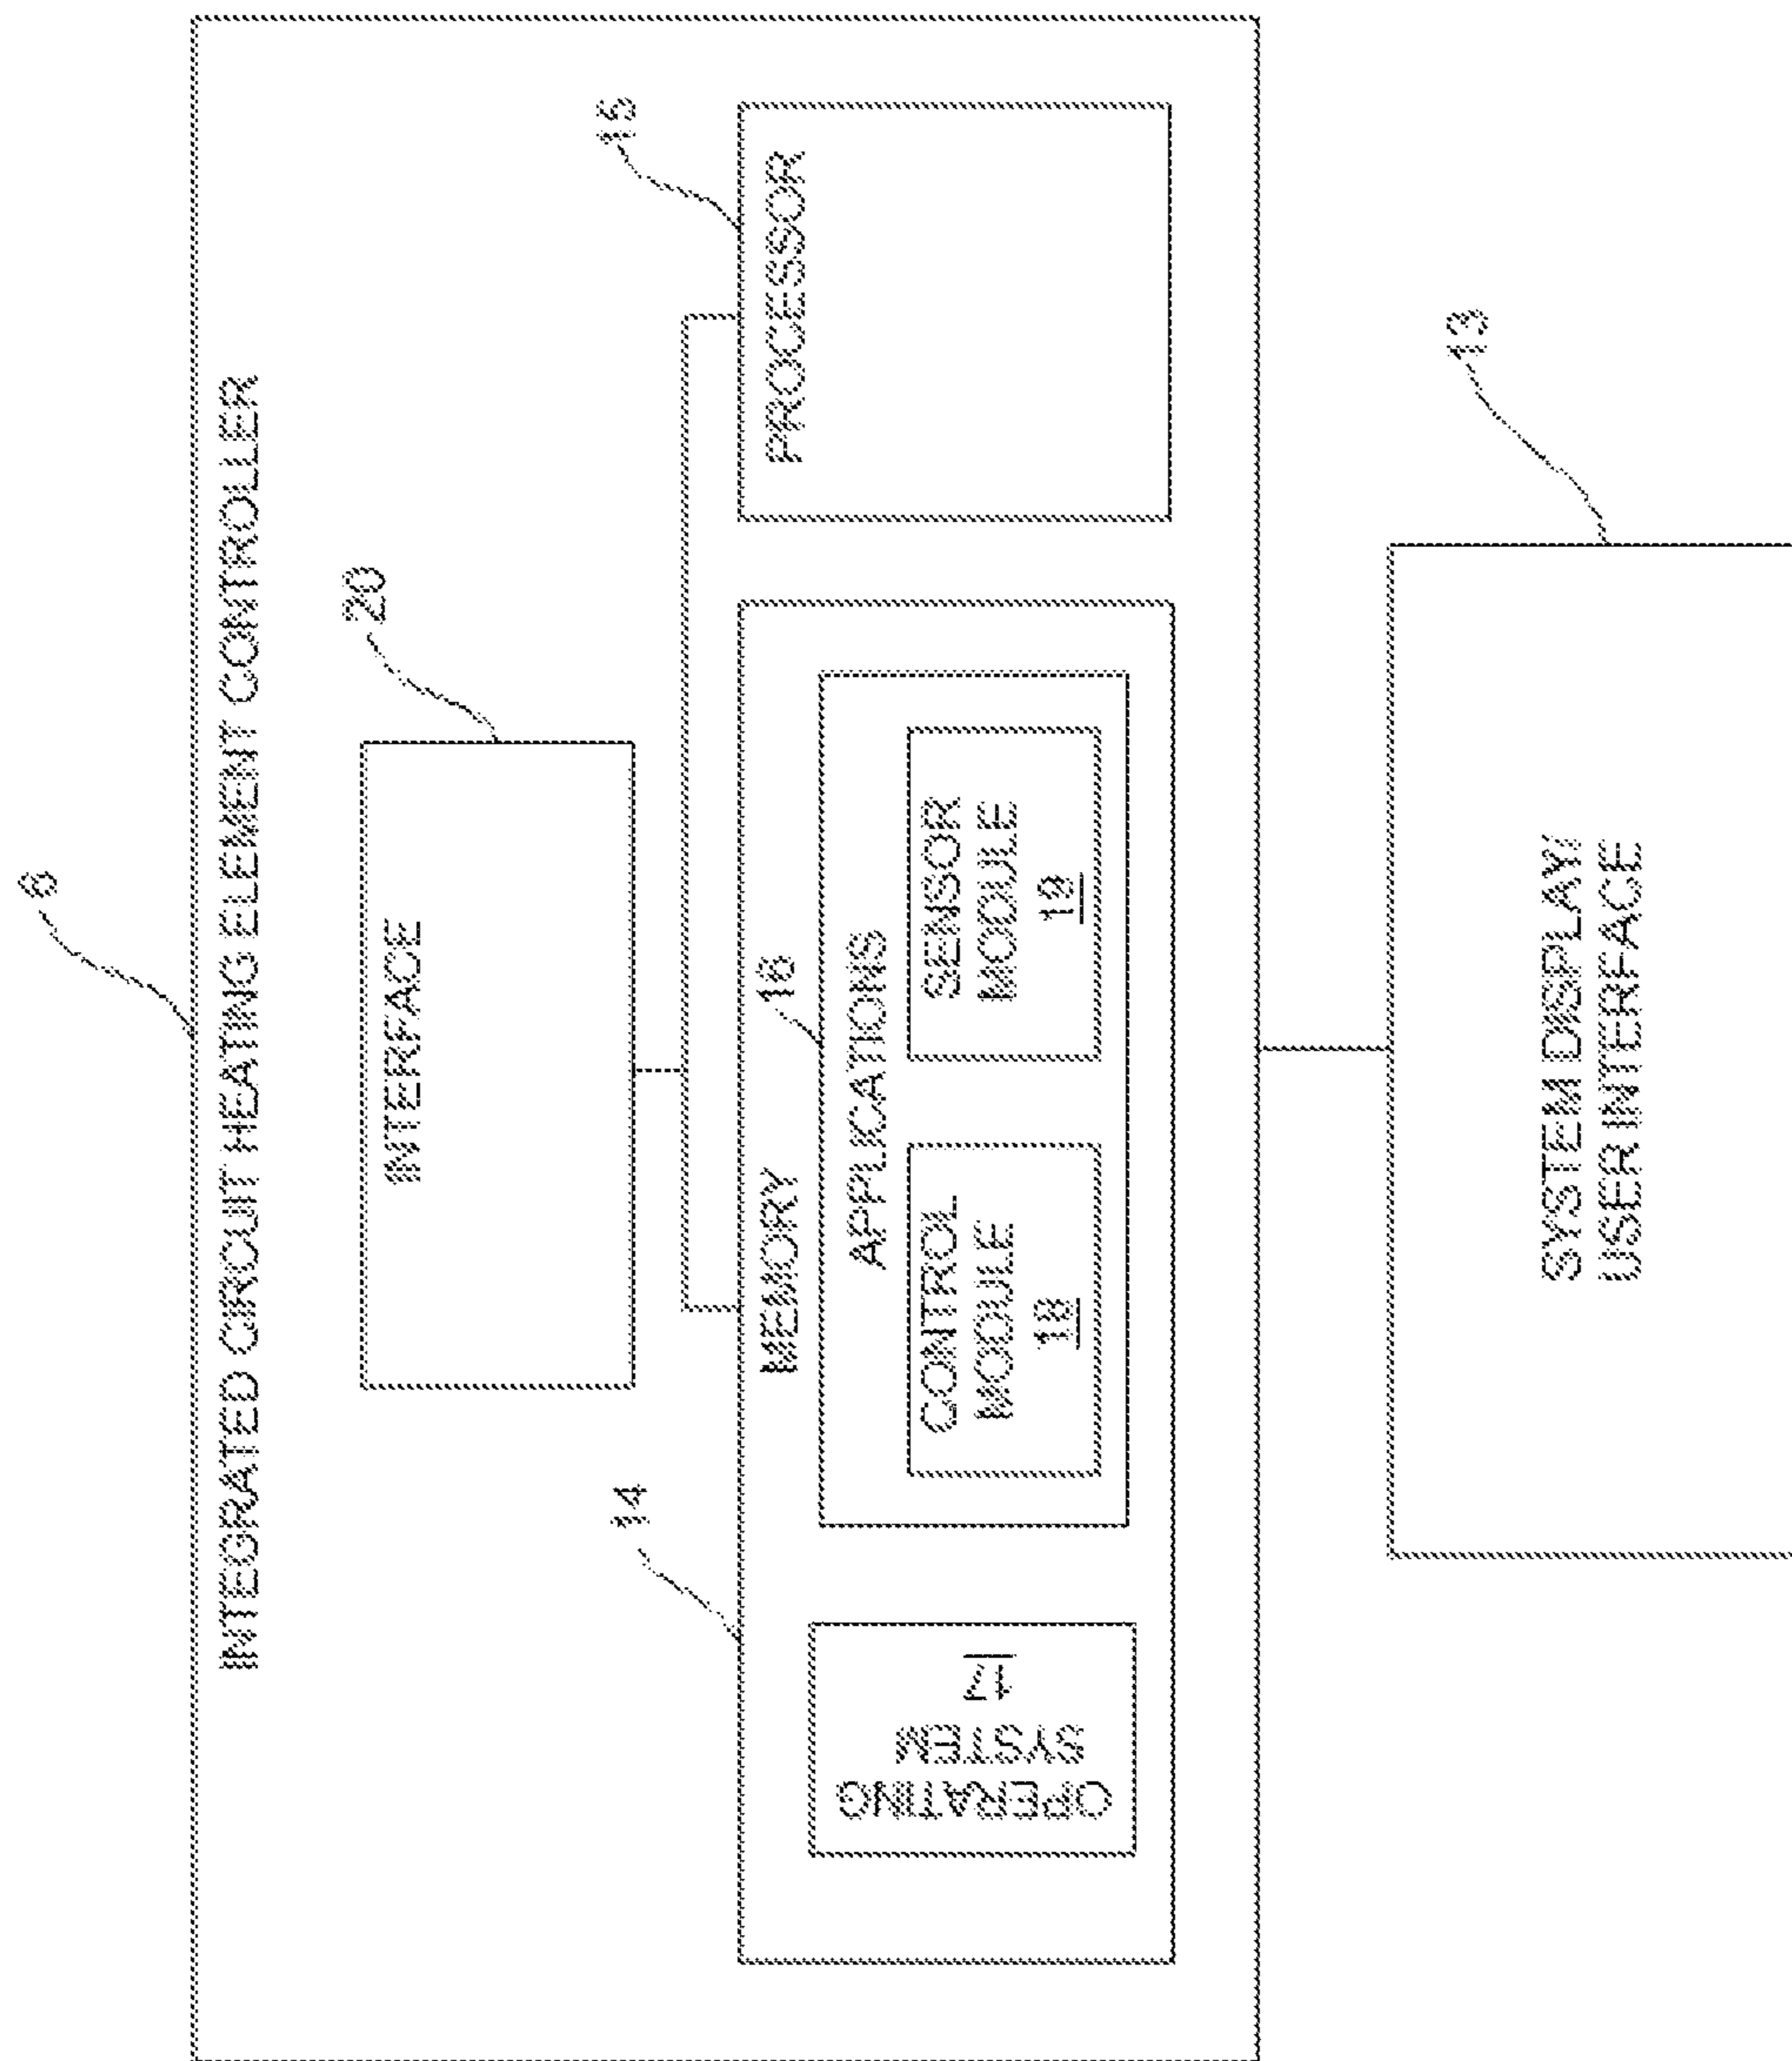 6
INTEGRATED CIRCUIT HEATING ELEMENT CONTROLLER
20
INTERFACE
14
15
MEMORY
16
PROCESSOR
OPERATING
SYSTEM
17
APPLICATIONS
CONTROL
MODULE
18
SENSOR
MODULE
19
13
SYSTEM DISPLAY/
USER INTERFACE